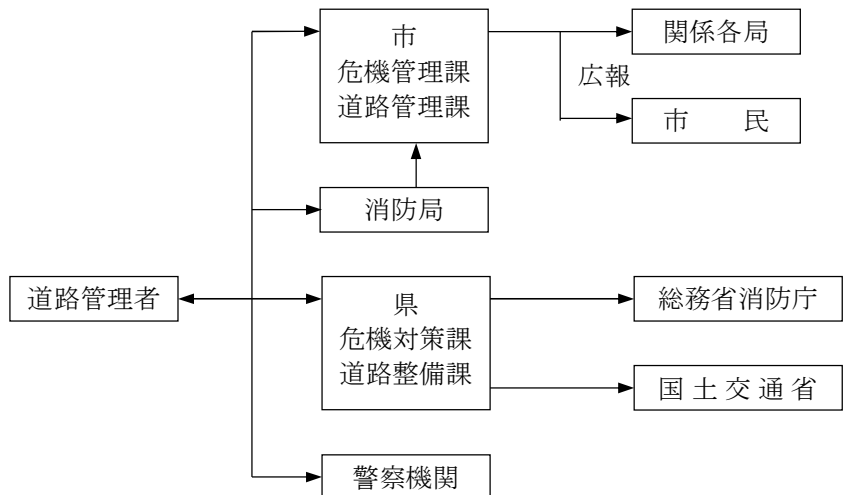 市
危機管理課
道路管理課
関係各局
広報
市　　民
消防局
道路管理者
県
危機対策課
道路整備課
総務省消防庁
国土交通省
警察機関